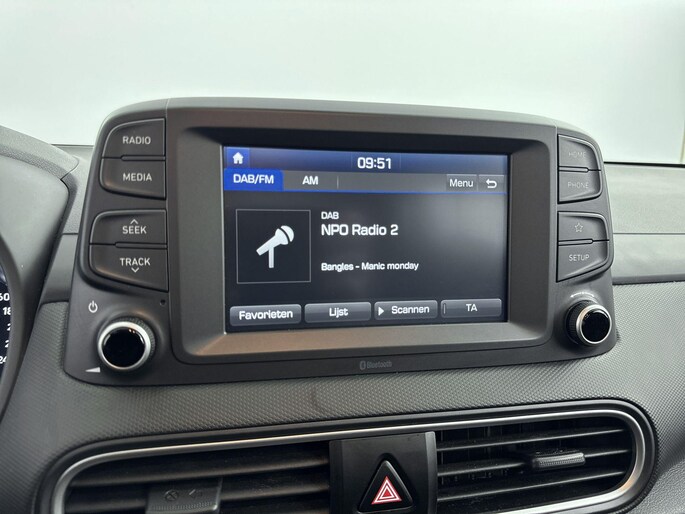 RADIO
MEDIA
SEEK
TRACK
09:51
DAB/FM AM Menu
DAB
NPO Radio 2
Bangles - Manic monday
Favorieten Lijst Scannen TA
HOME
PHONE
SETUP
Bluetooth